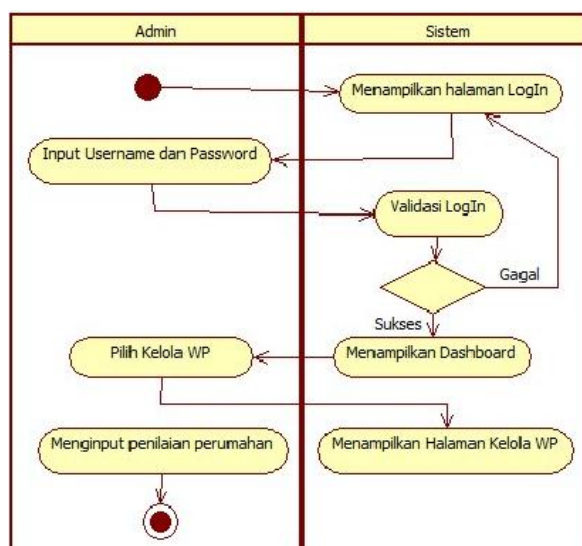 Admin
Sistem
Menampilkan halaman LogIn
Input Username dan Password
Validasi LogIn
Gagal
Sukses
Pilih Kelola WP
Menampilkan Dashboard
Menginput penilaian perumahan
Menampilkan Halaman Kelola WP